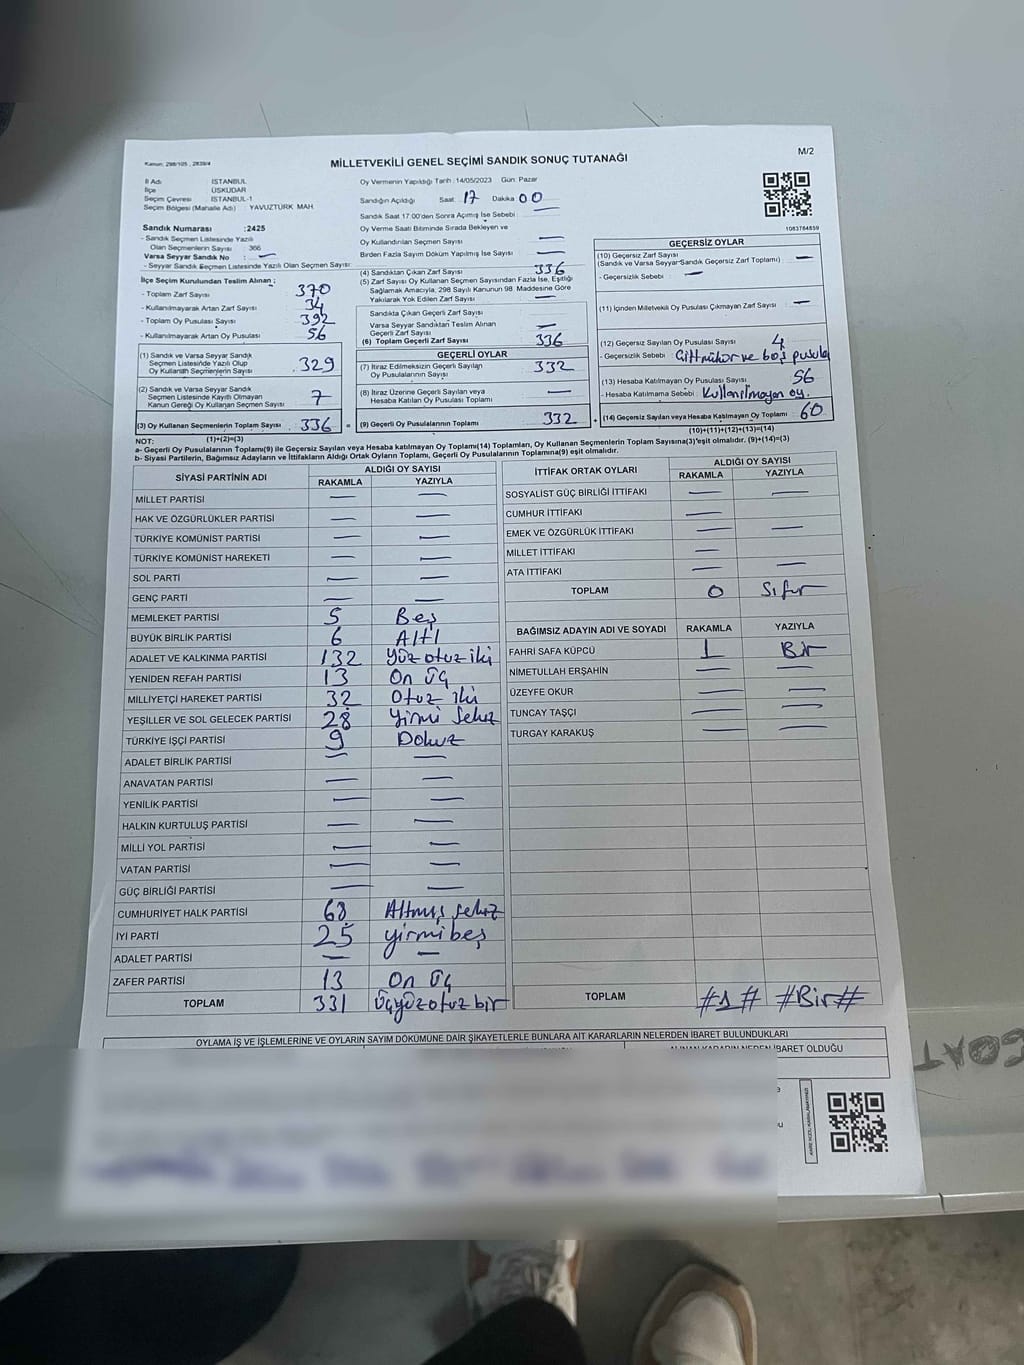 Kanun: 298/105 , 2839/4
MİLLETVEKİLİ GENEL SEÇİMİ SANDIK SONUÇ TUTANAĞI
M/2
İl Adı : İSTANBUL
İlçe : ÜSKÜDAR
Seçim Çevresi : İSTANBUL-1
Seçim Bölgesi (Mahalle Adı) : YAVUZTÜRK MAH.
Sandık Numarası :2425
- Sandık Seçmen Listesinde Yazılı
Olan Seçmenlerin Sayısı : 366
Varsa Seyyar Sandık No : —
- Seyyar Sandık Seçmen Listesinde Yazılı Olan Seçmen Sayısı:
İlçe Seçim Kurulundan Teslim Alınan ;
- Toplam Zarf Sayısı : 370
- Kullanılmayarak Artan Zarf Sayısı : 34
- Toplam Oy Pusulası Sayısı : 392
- Kullanılmayarak Artan Oy Pusulası : 56
(1) Sandık ve Varsa Seyyar Sandık
Seçmen Listesinde Yazılı Olup
Oy Kullanan Seçmenlerin Sayısı : 329
(2) Sandık ve Varsa Seyyar Sandık
Seçmen Listesinde Kayıtlı Olmayan
Kanun Gereği Oy Kullanan Seçmen Sayısı : 7
(3) Oy Kullanan Seçmenlerin Toplam Sayısı : 336
(1)+(2)=(3)
Oy Vermenin Yapıldığı Tarih :14/05/2023 Gün: Pazar
Sandığın Açıldığı Saat : 17 Dakika : 00
Sandık Saat 17:00'den Sonra Açılmış İse Sebebi : —
Oy Verme Saati Bitiminde Sırada Bekleyen ve
Oy Kullandırılan Seçmen Sayısı : —
Birden Fazla Sayım Döküm Yapılmış İse Sayısı : —
(4) Sandıktan Çıkan Zarf Sayısı : 336
(5) Zarf Sayısı Oy Kullanan Seçmen Sayısından Fazla İse, Eşitliği
Sağlamak Amacıyla, 298 Sayılı Kanunun 98. Maddesine Göre
Yakılarak Yok Edilen Zarf Sayısı : —
Sandıkta Çıkan Geçerli Zarf Sayısı :
Varsa Seyyar Sandıktan Teslim Alınan
Geçerli Zarf Sayısı : —
(6) Toplam Geçerli Zarf Sayısı : 336
GEÇERLİ OYLAR
(7) İtiraz Edilmeksizin Geçerli Sayılan
Oy Pusulalarının Sayısı : 332
(8) İtiraz Üzerine Geçerli Sayılan veya
Hesaba Katılan Oy Pusulası Toplamı : —
= (9) Geçerli Oy Pusulalarının Toplamı : 332
1083784859
GEÇERSİZ OYLAR
(10) Geçersiz Zarf Sayısı
(Sandık ve Varsa Seyyar Sandık Geçersiz Zarf Toplamı) : —
- Geçersizlik Sebebi : —
(11) İçinden Milletvekili Oy Pusulası Çıkmayan Zarf Sayısı : —
(12) Geçersiz Sayılan Oy Pusulası Sayısı : 4
- Geçersizlik Sebebi : Çift mühür ve boş pusula
(13) Hesaba Katılmayan Oy Pusulası Sayısı : 56
- Hesaba Katılmama Sebebi : Kullanılmayan oy.
+ (14) Geçersiz Sayılan veya Hesaba Katılmayan Oy Toplamı : 60
(10)+(11)+(12)+(13)=(14)
NOT:
a- Geçerli Oy Pusulalarının Toplamı(9) ile Geçersiz Sayılan veya Hesaba katılmayan Oy Toplamı(14) Toplamları, Oy Kullanan Seçmenlerin Toplam Sayısına(3) eşit olmalıdır. (9)+(14)=(3)
b- Siyasi Partilerin, Bağımsız Adayların ve İttifakların Aldığı Ortak Oyların Toplamı, Geçerli Oy Pusulalarının Toplamına(9) eşit olmalıdır.
SİYASİ PARTİNİN ADI ALDIĞI OY SAYISI
RAKAMLA YAZIYLA
MİLLET PARTİSİ — —
HAK VE ÖZGÜRLÜKLER PARTİSİ — —
TÜRKİYE KOMÜNİST PARTİSİ — —
TÜRKİYE KOMÜNİST HAREKETİ — —
SOL PARTİ — —
GENÇ PARTİ — —
MEMLEKET PARTİSİ 5 Beş
BÜYÜK BİRLİK PARTİSİ 6 Altı
ADALET VE KALKINMA PARTİSİ 132 Yüz otuz iki
YENİDEN REFAH PARTİSİ 13 On Üç
MİLLİYETÇİ HAREKET PARTİSİ 32 Otuz iki
YEŞİLLER VE SOL GELECEK PARTİSİ 28 Yirmi Sekiz
TÜRKİYE İŞÇİ PARTİSİ 9 Dokuz
ADALET BİRLİK PARTİSİ — —
ANAVATAN PARTİSİ — —
YENİLİK PARTİSİ — —
HALKIN KURTULUŞ PARTİSİ — —
MİLLİ YOL PARTİSİ — —
VATAN PARTİSİ — —
GÜÇ BİRLİĞİ PARTİSİ — —
CUMHURİYET HALK PARTİSİ 68 Altmış Sekiz
İYİ PARTİ 25 yirmi beş
ADALET PARTİSİ — —
ZAFER PARTİSİ 13 On Üç
TOPLAM 331 Üçyüz otuz bir
İTTİFAK ORTAK OYLARI ALDIĞI OY SAYISI
RAKAMLA YAZIYLA
SOSYALİST GÜÇ BİRLİĞİ İTTİFAKI — —
CUMHUR İTTİFAKI —
EMEK VE ÖZGÜRLÜK İTTİFAKI — —
MİLLET İTTİFAKI —
ATA İTTİFAKI — —
TOPLAM 0 Sıfır
BAĞIMSIZ ADAYIN ADI VE SOYADI RAKAMLA YAZIYLA
FAHRİ SAFA KÜPCÜ 1 Bir
NİMETULLAH ERŞAHİN — —
ÜZEYFE OKUR — —
TUNCAY TAŞÇI — —
TURGAY KARAKUŞ — —
TOPLAM #1# #Bir#
OYLAMA İŞ VE İŞLEMLERİNE VE OYLARIN SAYIM DÖKÜMÜNE DAİR ŞİKAYETLERLE BUNLARA AİT KARARLARIN NELERDEN İBARET BULUNDUKLARI
ALINAN KARARIN NEDEN İBARET OLDUĞU